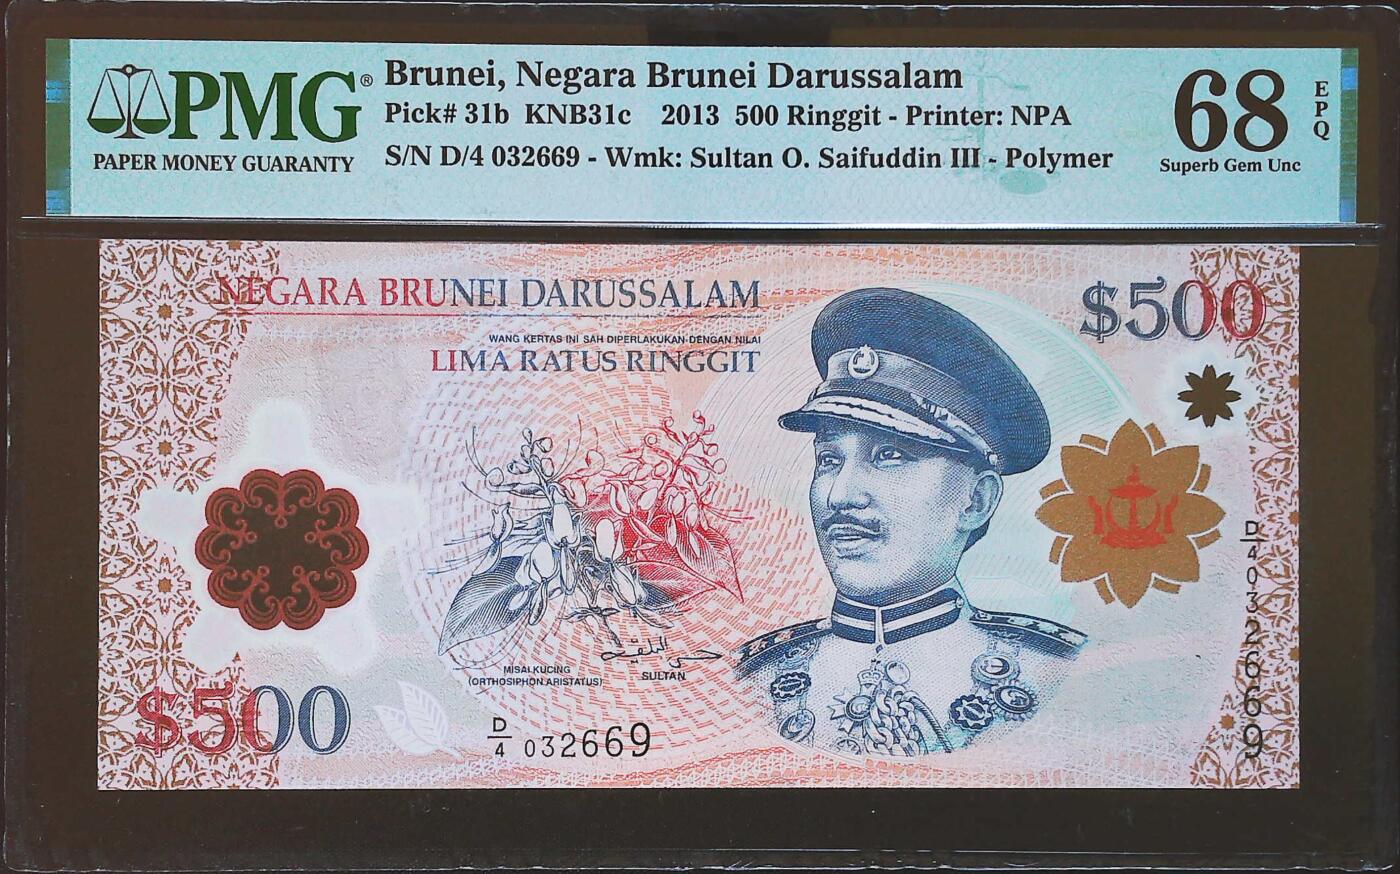 PMG®
PAPER MONEY GUARANTY
Brunei, Negara Brunei Darussalam
Pick# 31b KNB31c 2013 500 Ringgit - Printer: NPA
S/N D/4 032669 - Wmk: Sultan O. Saifuddin III - Polymer
68
EPQ
Superb Gem Unc
NEGARA BRUNEI DARUSSALAM
$500
WANG KERTAS INI SAH DIPERLAKUKAN DENGAN NILAI
LIMA RATUS RINGGIT
MISAI KUCING
(ORTHOSIPHON ARISTATUS)
SULTAN
$500
D/4 032669
D/4 032669